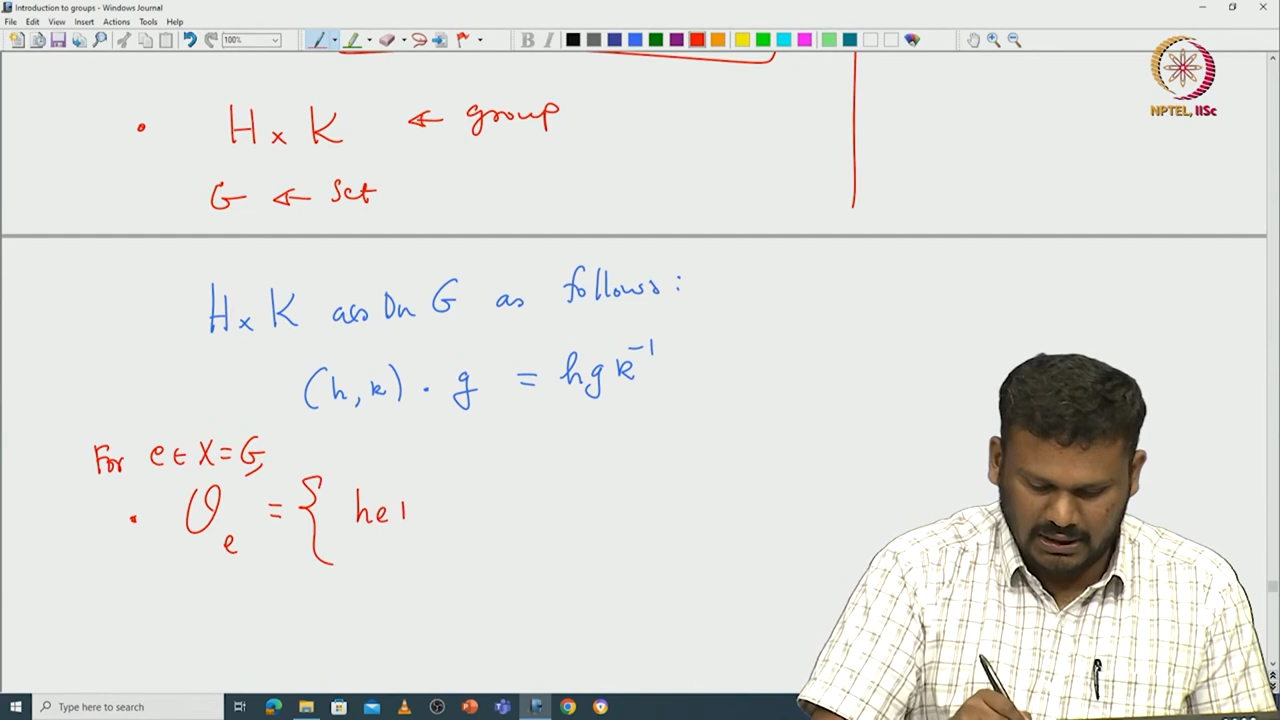 Introduction to groups - Windows Journal
File Edit View Insert Actions Tools Help
100%
B I
NPTEL, IISc
• H × K ← group
G ← Set
H × K acts on G as follows:
(h, k) · g = hgk⁻¹
For e ∈ X = G,
• O_e = { he
Type here to search